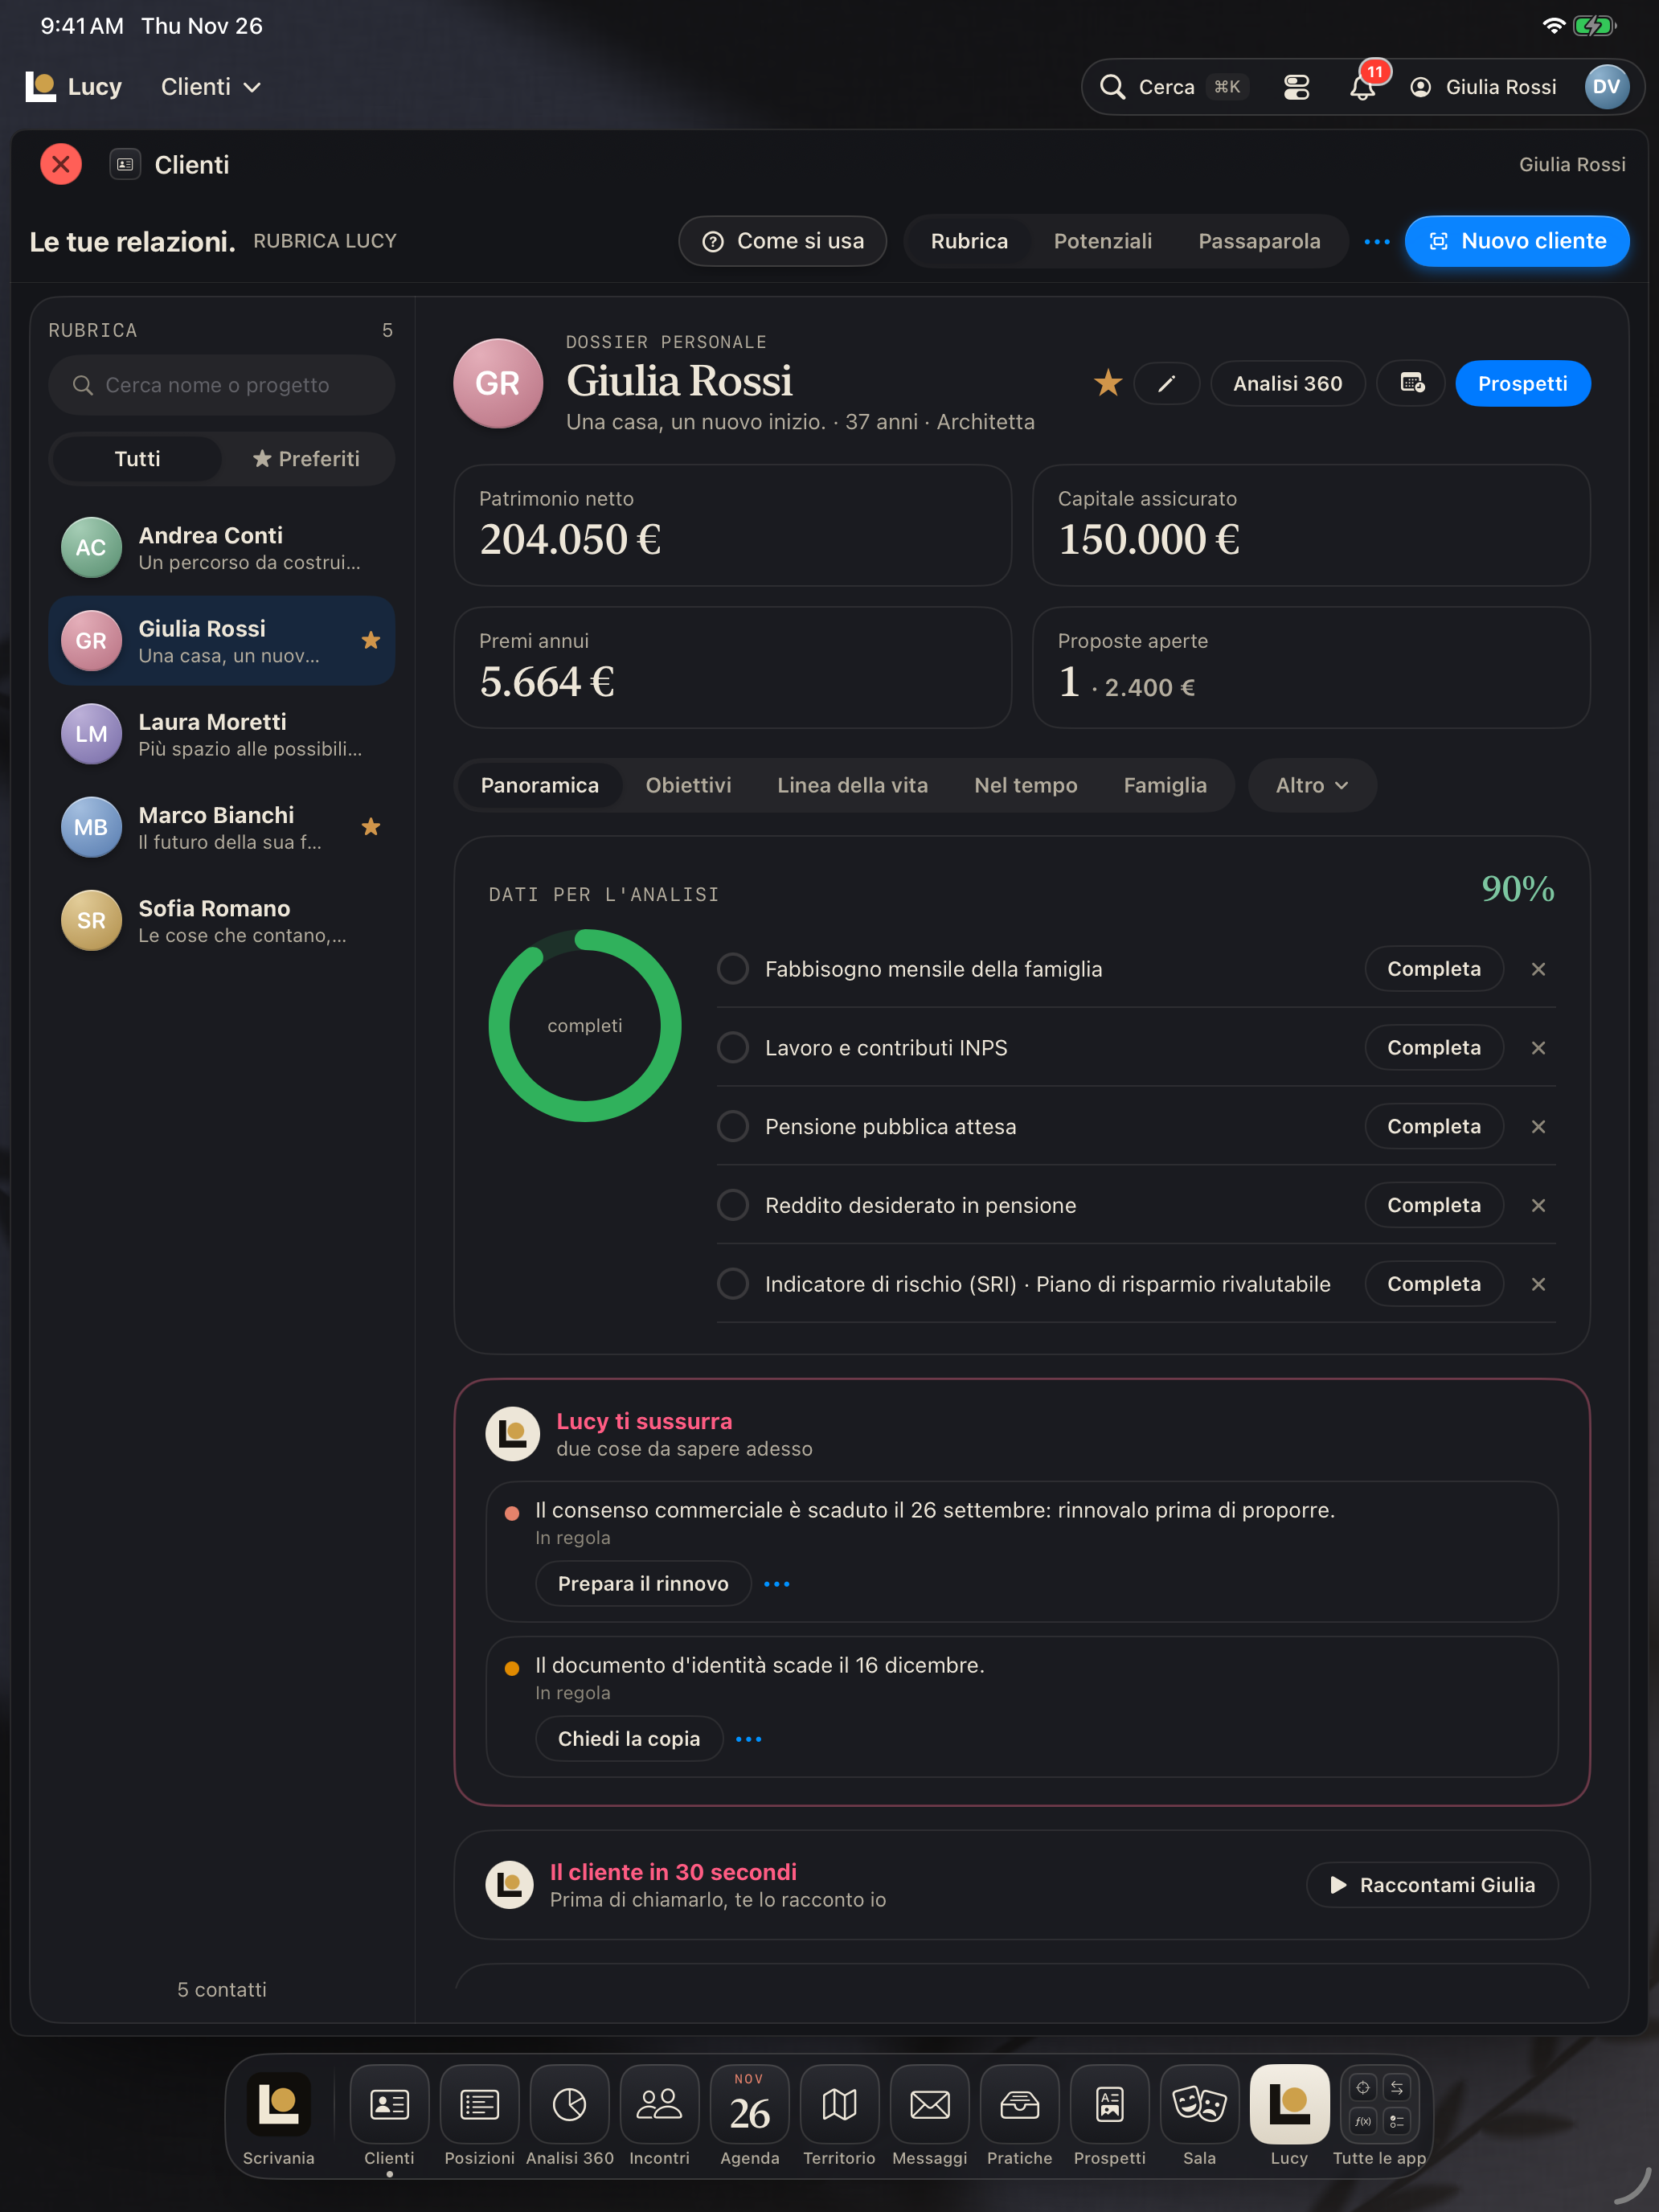 9:41 AM Thu Nov 26
Lucy Clienti Cerca ⌘K 11 Giulia Rossi DV
Clienti Giulia Rossi
Le tue relazioni. RUBRICA LUCY Come si usa Rubrica Potenziali Passaparola Nuovo cliente
RUBRICA 5
Cerca nome o progetto
Tutti Preferiti
AC Andrea Conti
Un percorso da costrui...
GR Giulia Rossi
Una casa, un nuov...
LM Laura Moretti
Più spazio alle possibili...
MB Marco Bianchi
Il futuro della sua f...
SR Sofia Romano
Le cose che contano,...
5 contatti
DOSSIER PERSONALE
GR Giulia Rossi
Una casa, un nuovo inizio. · 37 anni · Architetta
Analisi 360 Prospetti
Patrimonio netto
204.050 €
Capitale assicurato
150.000 €
Premi annui
5.664 €
Proposte aperte
1 · 2.400 €
Panoramica Obiettivi Linea della vita Nel tempo Famiglia Altro
DATI PER L'ANALISI 90%
completi
Fabbisogno mensile della famiglia Completa
Lavoro e contributi INPS Completa
Pensione pubblica attesa Completa
Reddito desiderato in pensione Completa
Indicatore di rischio (SRI) · Piano di risparmio rivalutabile Completa
Lucy ti sussurra
due cose da sapere adesso
Il consenso commerciale è scaduto il 26 settembre: rinnovalo prima di proporre.
In regola
Prepara il rinnovo
Il documento d'identità scade il 16 dicembre.
In regola
Chiedi la copia
Il cliente in 30 secondi
Prima di chiamarlo, te lo racconto io
Raccontami Giulia
NOV
26
f(x)
Scrivania Clienti Posizioni Analisi 360 Incontri Agenda Territorio Messaggi Pratiche Prospetti Sala Lucy Tutte le app